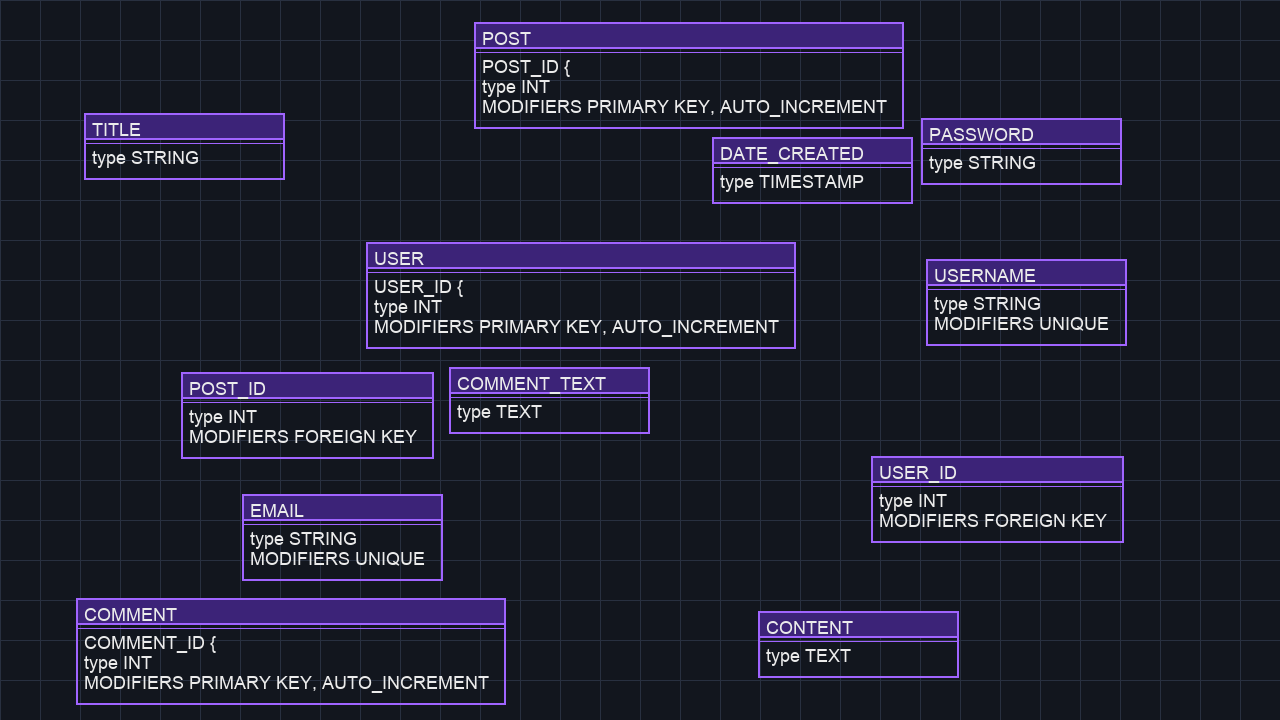 POST
POST_ID {
type INT
MODIFIERS PRIMARY KEY, AUTO_INCREMENT
TITLE
type STRING
PASSWORD
type STRING
DATE_CREATED
type TIMESTAMP
USER
USER_ID {
type INT
MODIFIERS PRIMARY KEY, AUTO_INCREMENT
USERNAME
type STRING
MODIFIERS UNIQUE
POST_ID
type INT
MODIFIERS FOREIGN KEY
COMMENT_TEXT
type TEXT
USER_ID
type INT
MODIFIERS FOREIGN KEY
EMAIL
type STRING
MODIFIERS UNIQUE
COMMENT
COMMENT_ID {
type INT
MODIFIERS PRIMARY KEY, AUTO_INCREMENT
CONTENT
type TEXT